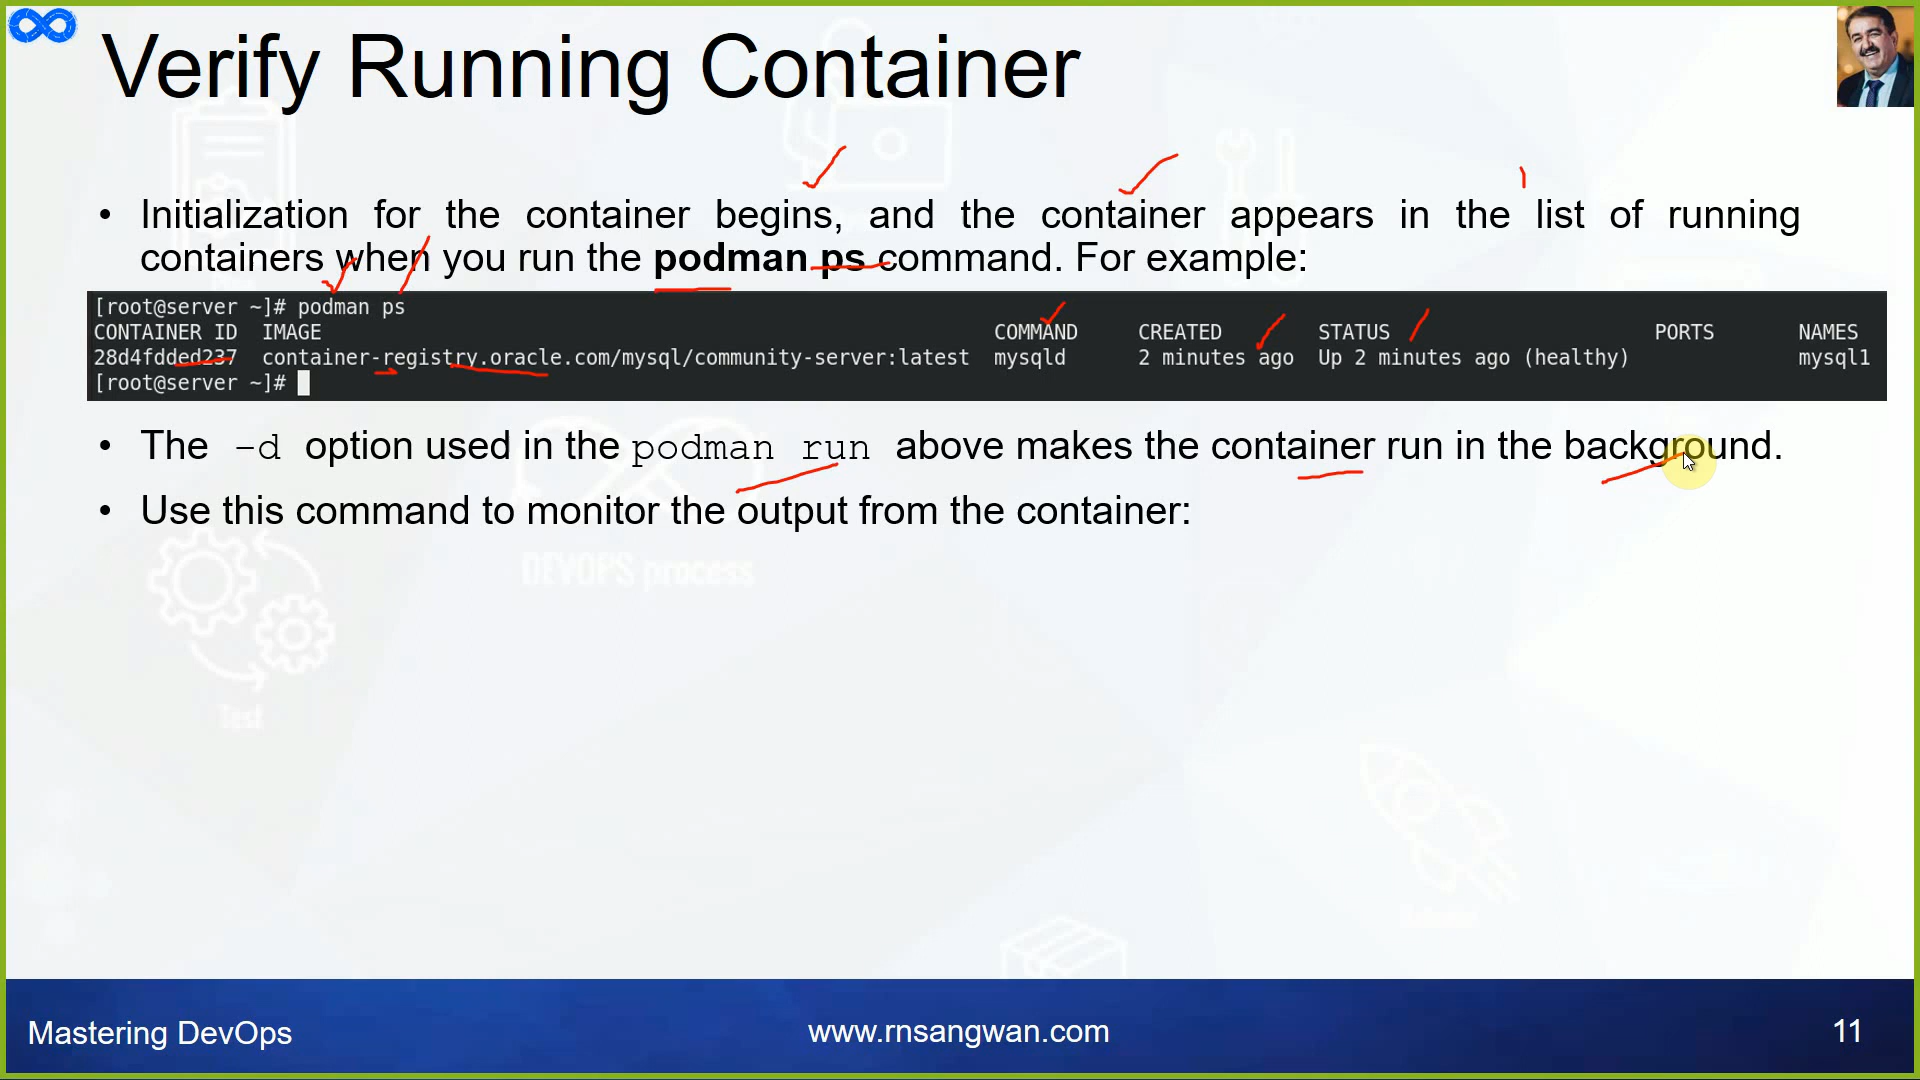 Verify Running Container
• Initialization for the container begins, and the container appears in the list of running
containers when you run the podman ps command. For example:
[root@server ~]# podman ps
CONTAINER ID IMAGE COMMAND CREATED STATUS PORTS NAMES
28d4fdded237 container-registry.oracle.com/mysql/community-server:latest mysqld 2 minutes ago Up 2 minutes ago (healthy) mysql1
[root@server ~]#
• The -d option used in the podman run above makes the container run in the background.
• Use this command to monitor the output from the container:
DEVOPS process
Test
Mastering DevOps
www.rnsangwan.com
11